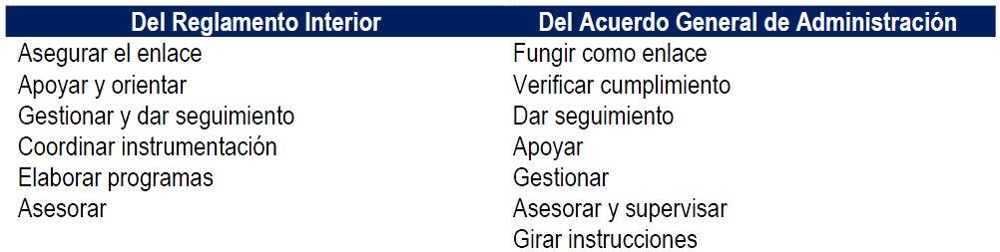 Del Reglamento Interior
Del Acuerdo General de Administración
Asegurar el enlace
Fungir como enlace
Apoyar y orientar
Verificar cumplimiento
Gestionar y dar seguimiento
Dar seguimiento
Coordinar instrumentación
Apoyar
Elaborar programas
Gestionar
Asesorar
Asesorar y supervisar
Girar instrucciones